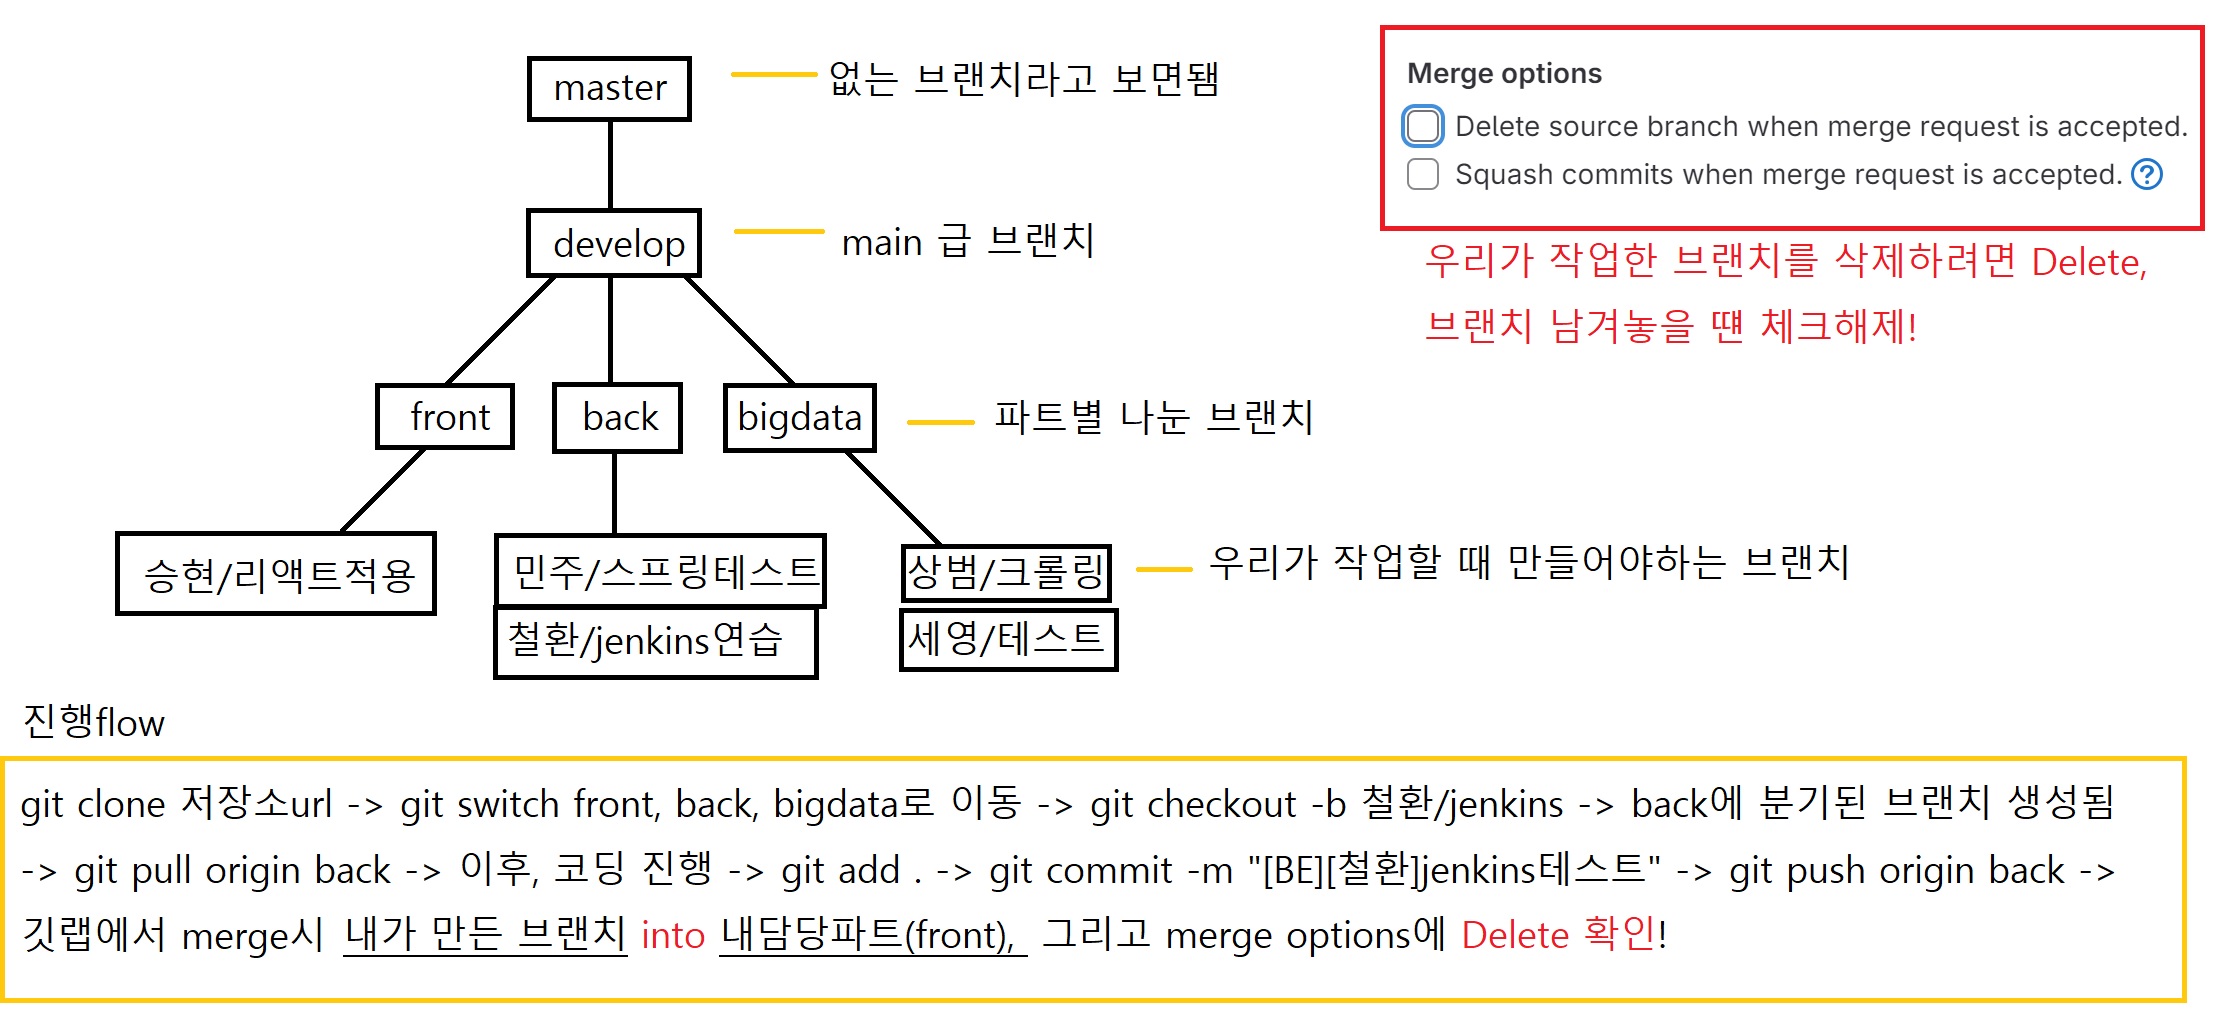 master
없는 브랜치라고 보면됌
Merge options
Delete source branch when merge request is accepted.
Squash commits when merge request is accepted. ?
우리가 작업한 브랜치를 삭제하려면 Delete,
브랜치 남겨놓을 땐 체크해제!
develop
main 급 브랜치
front
back
bigdata
파트별 나눈 브랜치
승현/리액트적용
민주/스프링테스트
상범/크롤링
우리가 작업할 때 만들어야하는 브랜치
철환/jenkins연습
세영/테스트
진행flow
git clone 저장소url -> git switch front, back, bigdata로 이동 -> git checkout -b 철환/jenkins -> back에 분기된 브랜치 생성됨
-> git pull origin back -> 이후, 코딩 진행 -> git add . -> git commit -m "[BE][철환]jenkins테스트" -> git push origin back ->
깃랩에서 merge시 내가 만든 브랜치 into 내담당파트(front), 그리고 merge options에 Delete 확인!